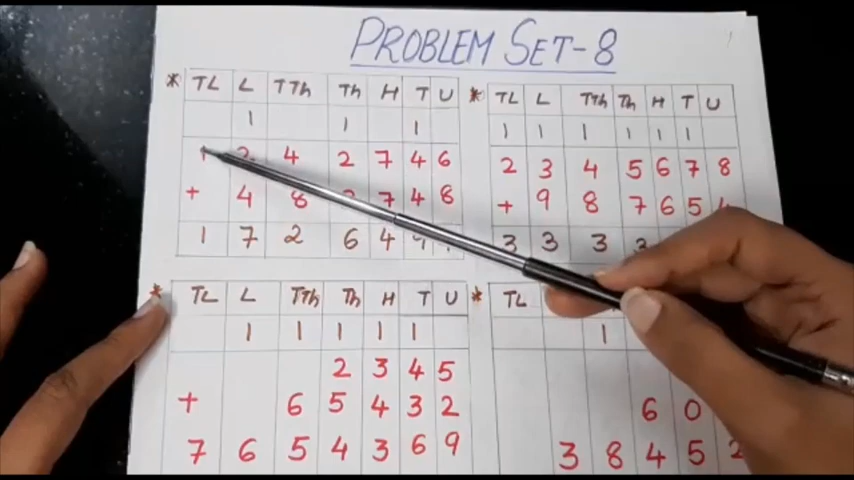 PROBLEM SET-8
* TL L TTh Th H T U
1 1 1
1 2 4 2 7 4 6
+ 4 8 7 4 8
1 7 2 6 4
* TL L TTh Th H T U
1 1 1 1 1 1
2 3 4 5 6 7 8
+ 9 8 7 6 5 4
3 3 3 3
* TL L TTh Th H T U
1 1 1 1 1
2 3 4 5
+ 6 5 4 3 2
7 6 5 4 3 6 9
* TL
1
6 0
3 8 4 5 2